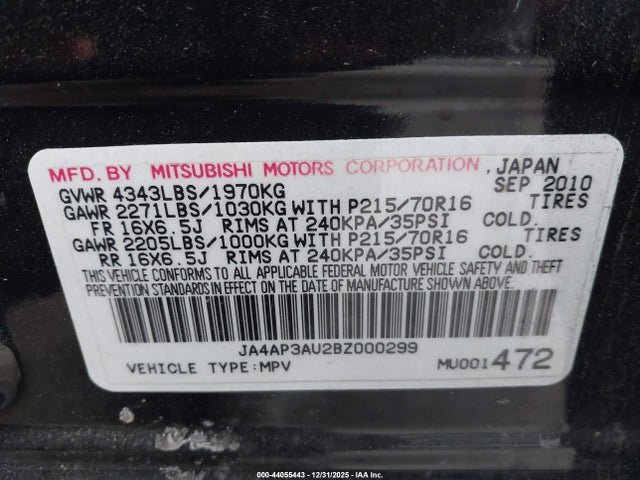 MFD. BY MITSUBISHI MOTORS CORPORATION, JAPAN
GVWR 4343LBS/1970KG SEP 2010
GAWR 2271LBS/1030KG WITH P215/70R16 TIRES
FR 16X6.5J RIMS AT 240KPA/35PSI COLD.
GAWR 2205LBS/1000KG WITH P215/70R16 TIRES
RR 16X6.5J RIMS AT 240KPA/35PSI COLD.
THIS VEHICLE CONFORMS TO ALL APPLICABLE FEDERAL MOTOR VEHICLE SAFETY AND THEFT
PREVENTION STANDARDS IN EFFECT ON THE DATE OF MANUFACTURE SHOWN ABOVE.
JA4AP3AU2BZ000299
VEHICLE TYPE:MPV MU001472
000-44055443 - 12/31/2025 - IAA Inc.